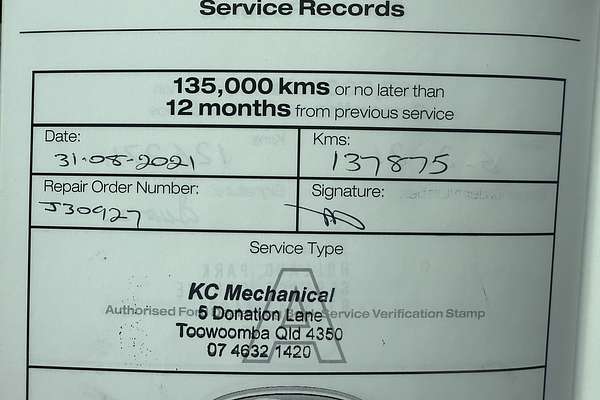 Service Records
135,000 kms or no later than
12 months from previous service
Date:
31-08-2021
Kms:
137875
Repair Order Number:
J30927
Signature:
Service Type
A
KC Mechanical
Authorised Ford Service Verification Stamp
5 Donation Lane
Toowoomba Qld 4350
07 4632 1420